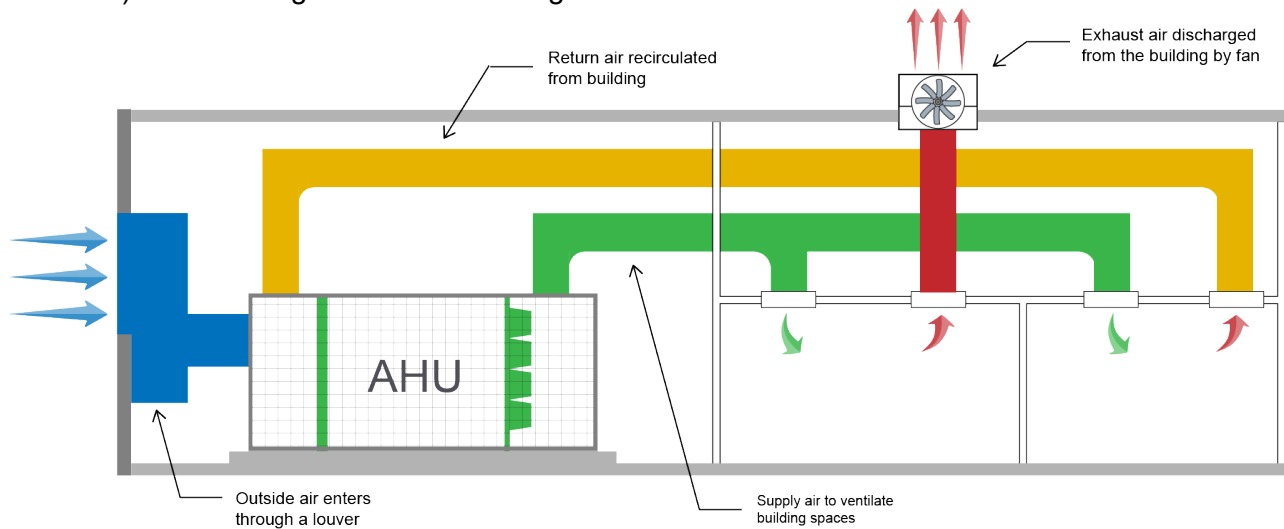 Return air recirculated
from building
Exhaust air discharged
from the building by fan
AHU
Outside air enters
through a louver
Supply air to ventilate
building spaces